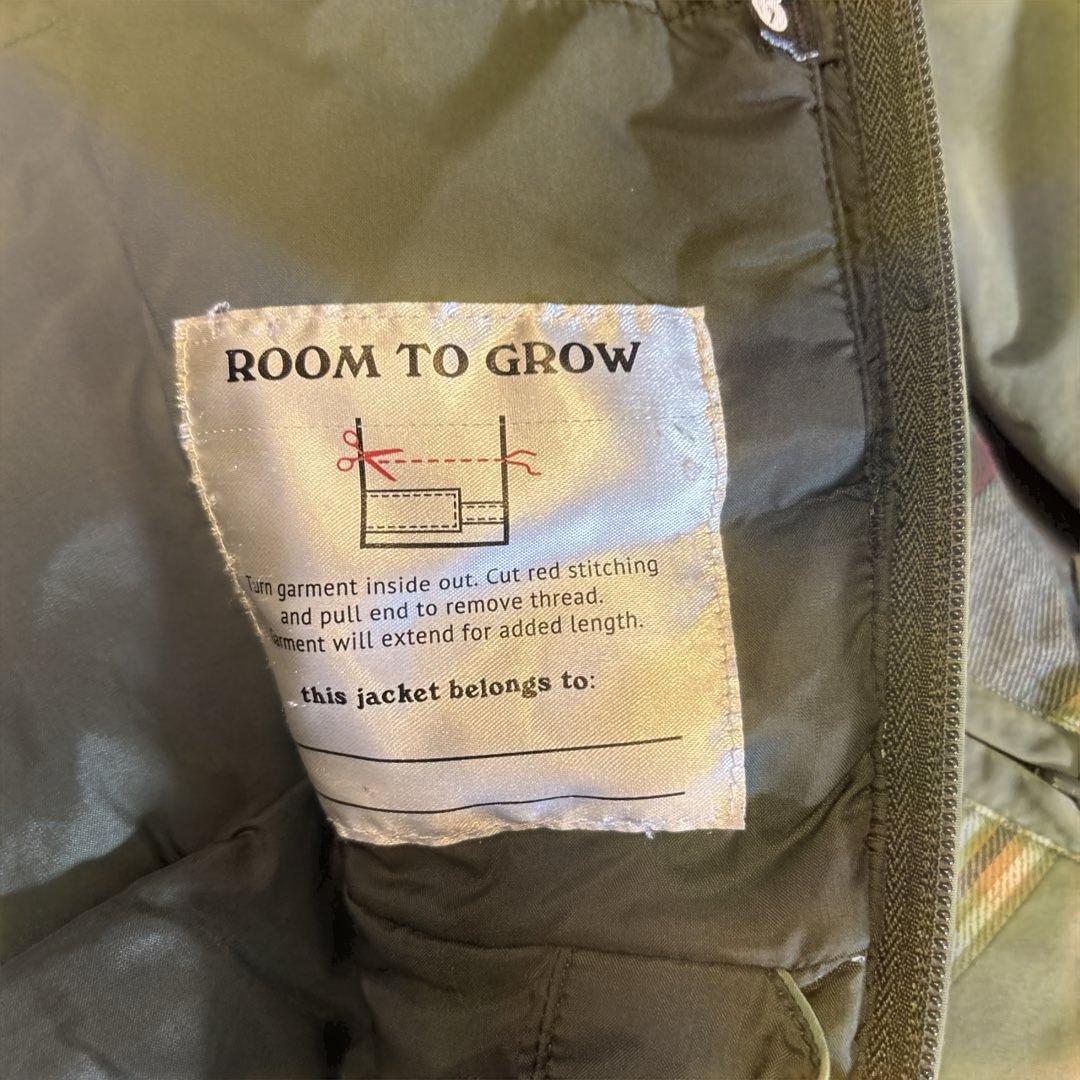 ROOM TO GROW
Turn garment inside out. Cut red stitching
and pull end to remove thread.
Garment will extend for added length.
this jacket belongs to: